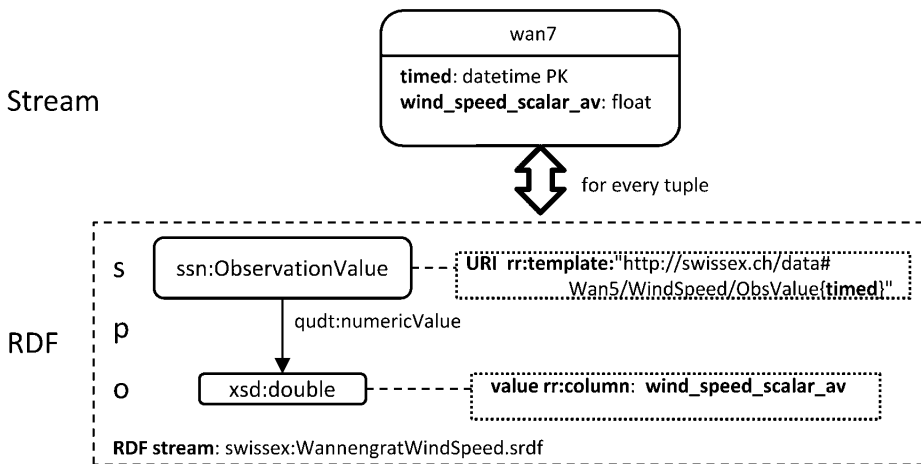 wan7
Stream
timed: datetime PK
wind_speed_scalar_av: float
for every tuple
s
ssn:ObservationValue
URI rr:template:"http://swissex.ch/data#
Wan5/WindSpeed/ObsValue{timed}"
RDF
p
qudt:numericValue
o
xsd:double
value rr:column: wind_speed_scalar_av
RDF stream: swissex:WannengratWindSpeed.srdf